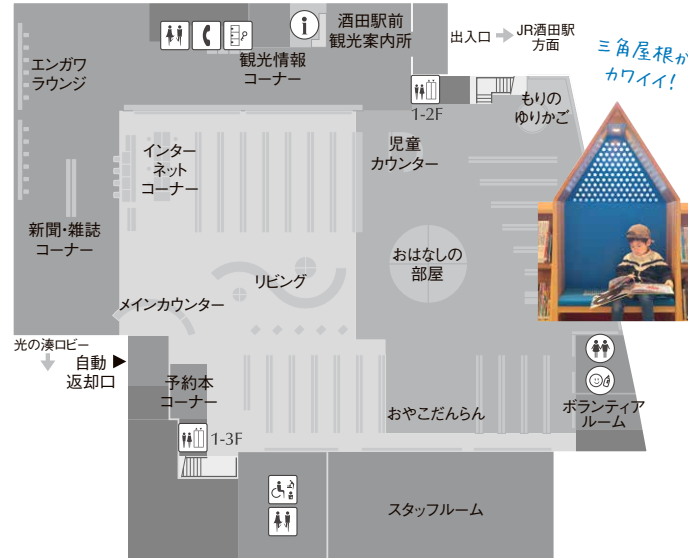 酒田駅前
観光案内所
出入口
JR酒田駅
方面
三角屋根が
カワイイ!
エンガワ
ラウンジ
観光情報
コーナー
1-2F
もりの
ゆりかご
児童
カウンター
インター
ネット
コーナー
新聞・雑誌
コーナー
おはなしの
部屋
リビング
メインカウンター
光の湊ロビー
自動
返却口
予約本
コーナー
1-3F
おやこだんらん
ボランティア
ルーム
スタッフルーム